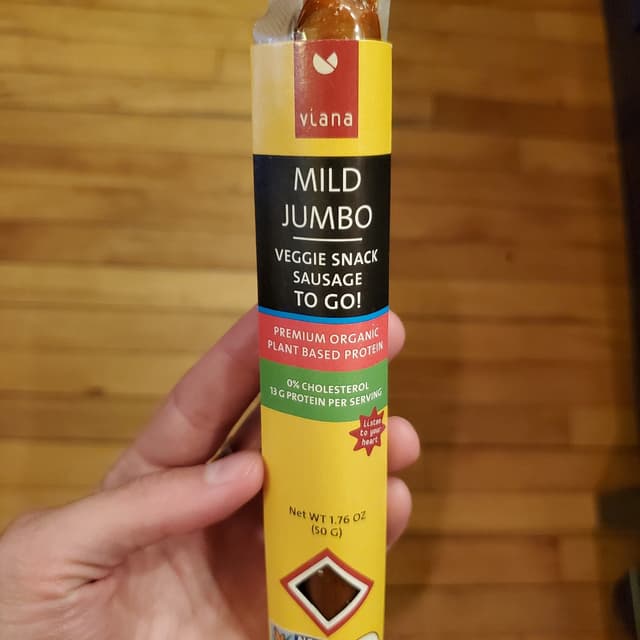 viana
MILD
JUMBO
VEGGIE SNACK
SAUSAGE
TO GO!
PREMIUM ORGANIC
PLANT BASED PROTEIN
0% CHOLESTEROL
13 G PROTEIN PER SERVING
Listen
to your
heart
Net WT 1.76 OZ
(50 G)